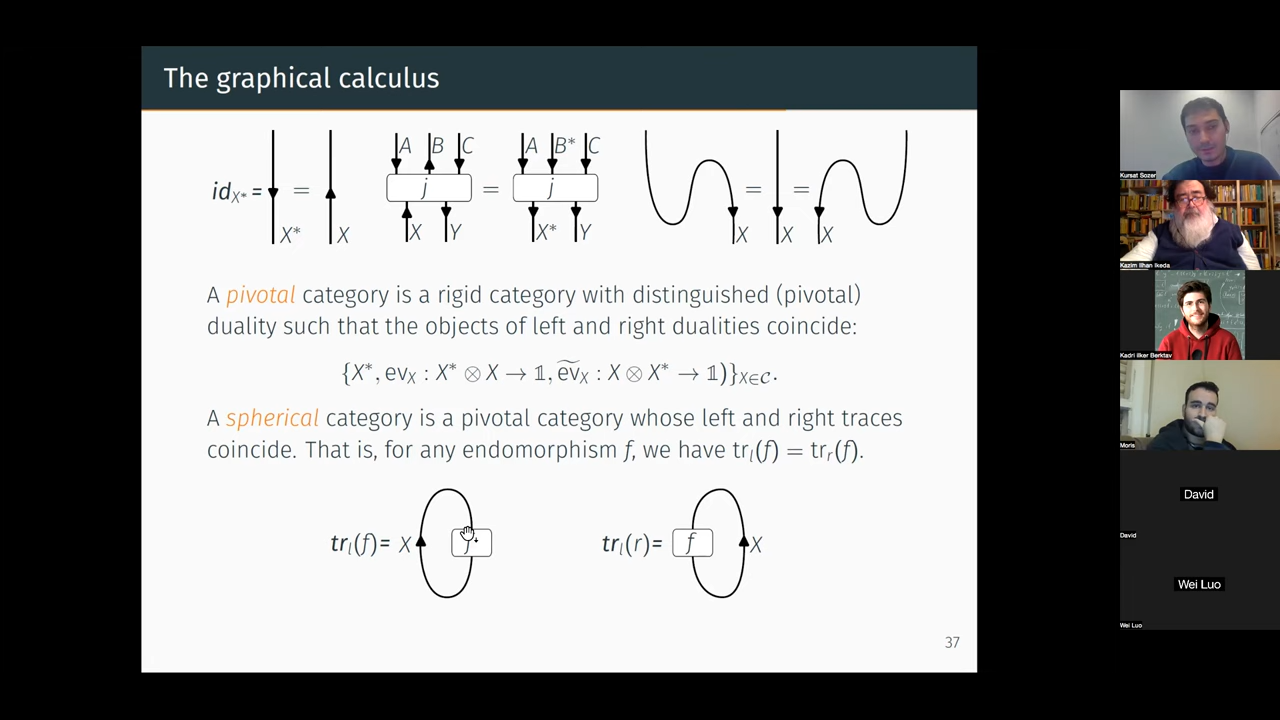 The graphical calculus
id_X* = = X* X
A B C j X Y = A B* C j X* Y
X = X = X
A pivotal category is a rigid category with distinguished (pivotal)
duality such that the objects of left and right dualities coincide:
{X*, ev_X : X* ⊗ X → 𝟙, ẽv_X : X ⊗ X* → 𝟙)}_X∈𝒞.
A spherical category is a pivotal category whose left and right traces
coincide. That is, for any endomorphism f, we have tr_l(f) = tr_r(f).
tr_l(f)= X f
tr_l(r)= f X
37
Kursat Sozer
Kazim Ilhan Ikeda
Kadri ilker Berktav
Moris
David
David
Wei Luo
Wei Luo